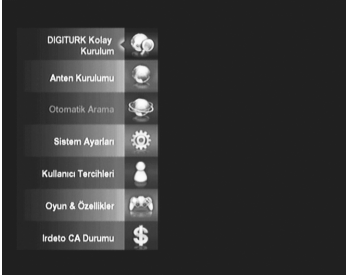 DIGITURK Kolay
Kurulum
Anten Kurulumu
Otomatik Arama
Sistem Ayarları
Kullanıcı Tercihleri
Oyun & Özellikler
Irdeto CA Durumu